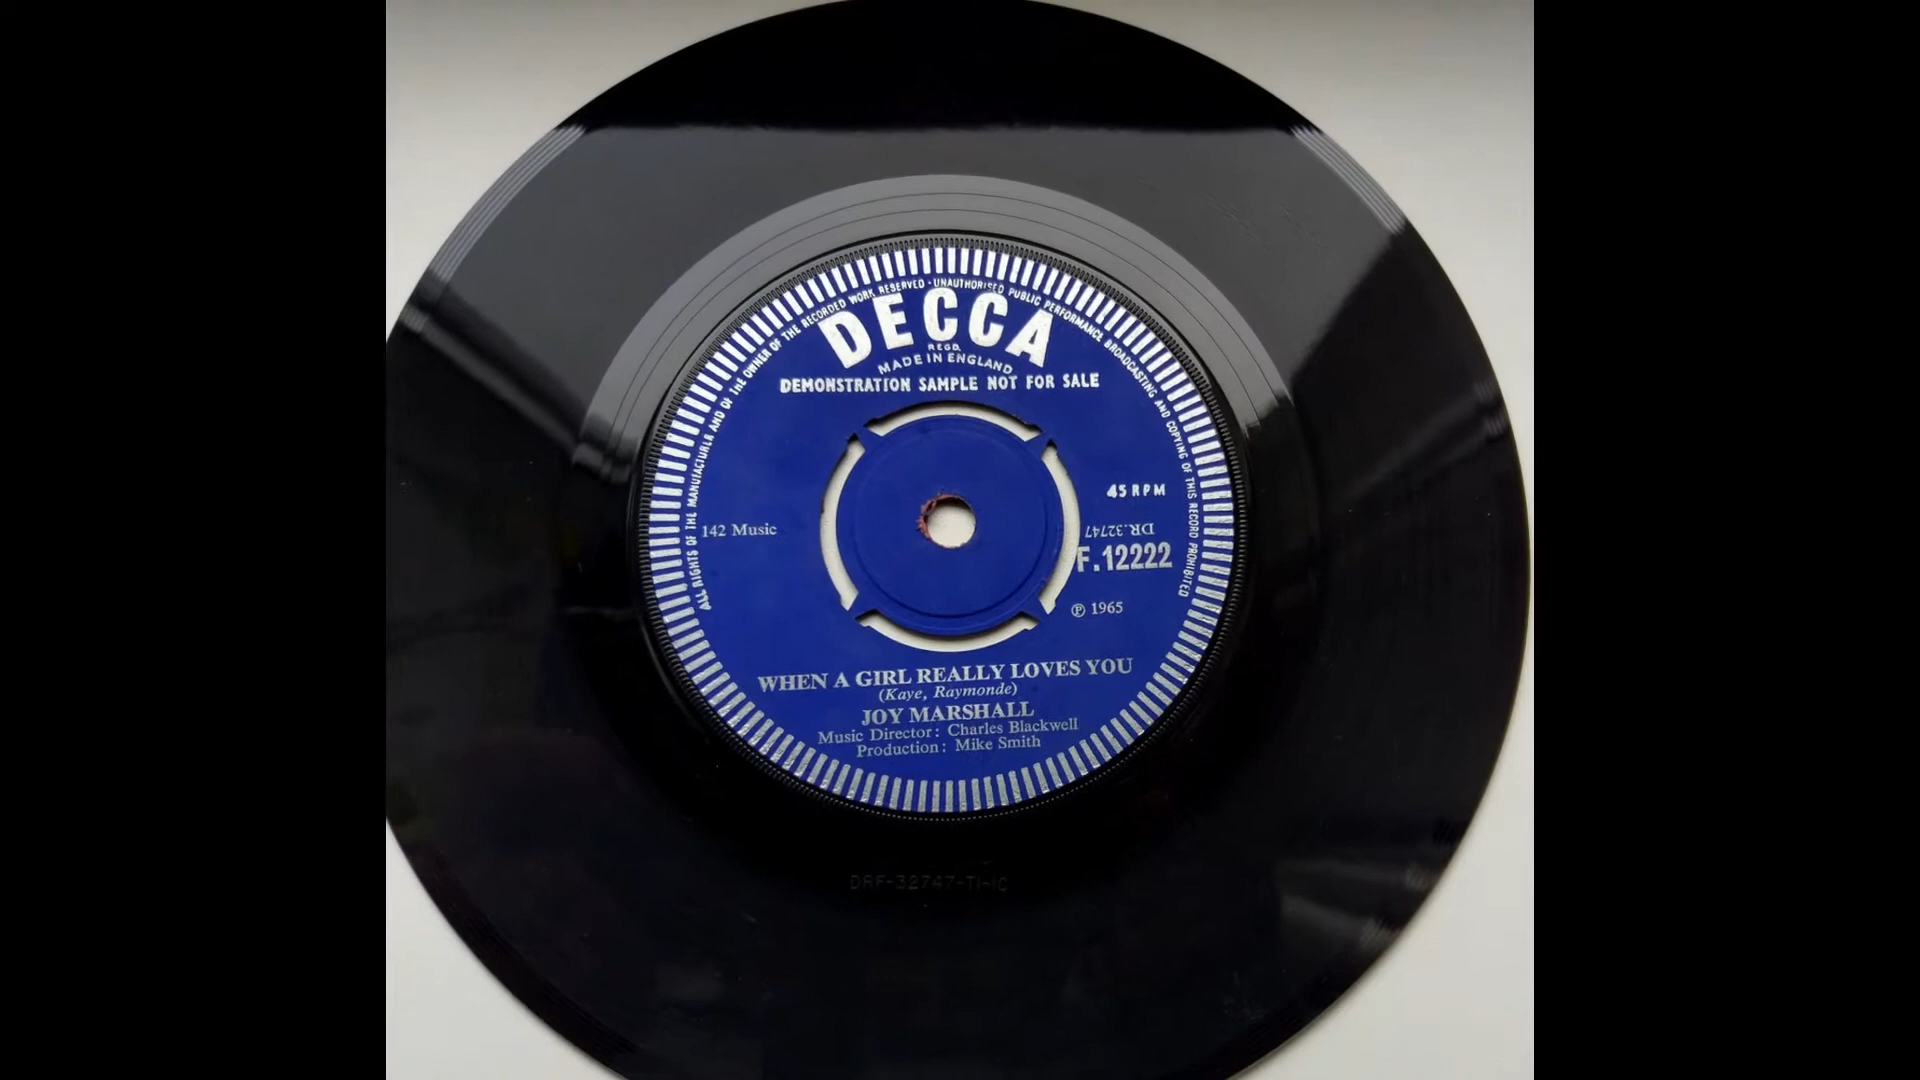 ALL RIGHTS OF THE MANUFACTURER AND OF THE OWNER OF THE RECORDED WORK RESERVED · UNAUTHORISED PUBLIC PERFORMANCE BROADCASTING AND COPYING OF THIS RECORD PROHIBITED
DECCA
REGD.
MADE IN ENGLAND
DEMONSTRATION SAMPLE NOT FOR SALE
45 RPM
142 Music
DR.32747
F.12222
℗ 1965
WHEN A GIRL REALLY LOVES YOU
(Kaye, Raymonde)
JOY MARSHALL
Music Director: Charles Blackwell
Production: Mike Smith
DRF-32747-T1-1C